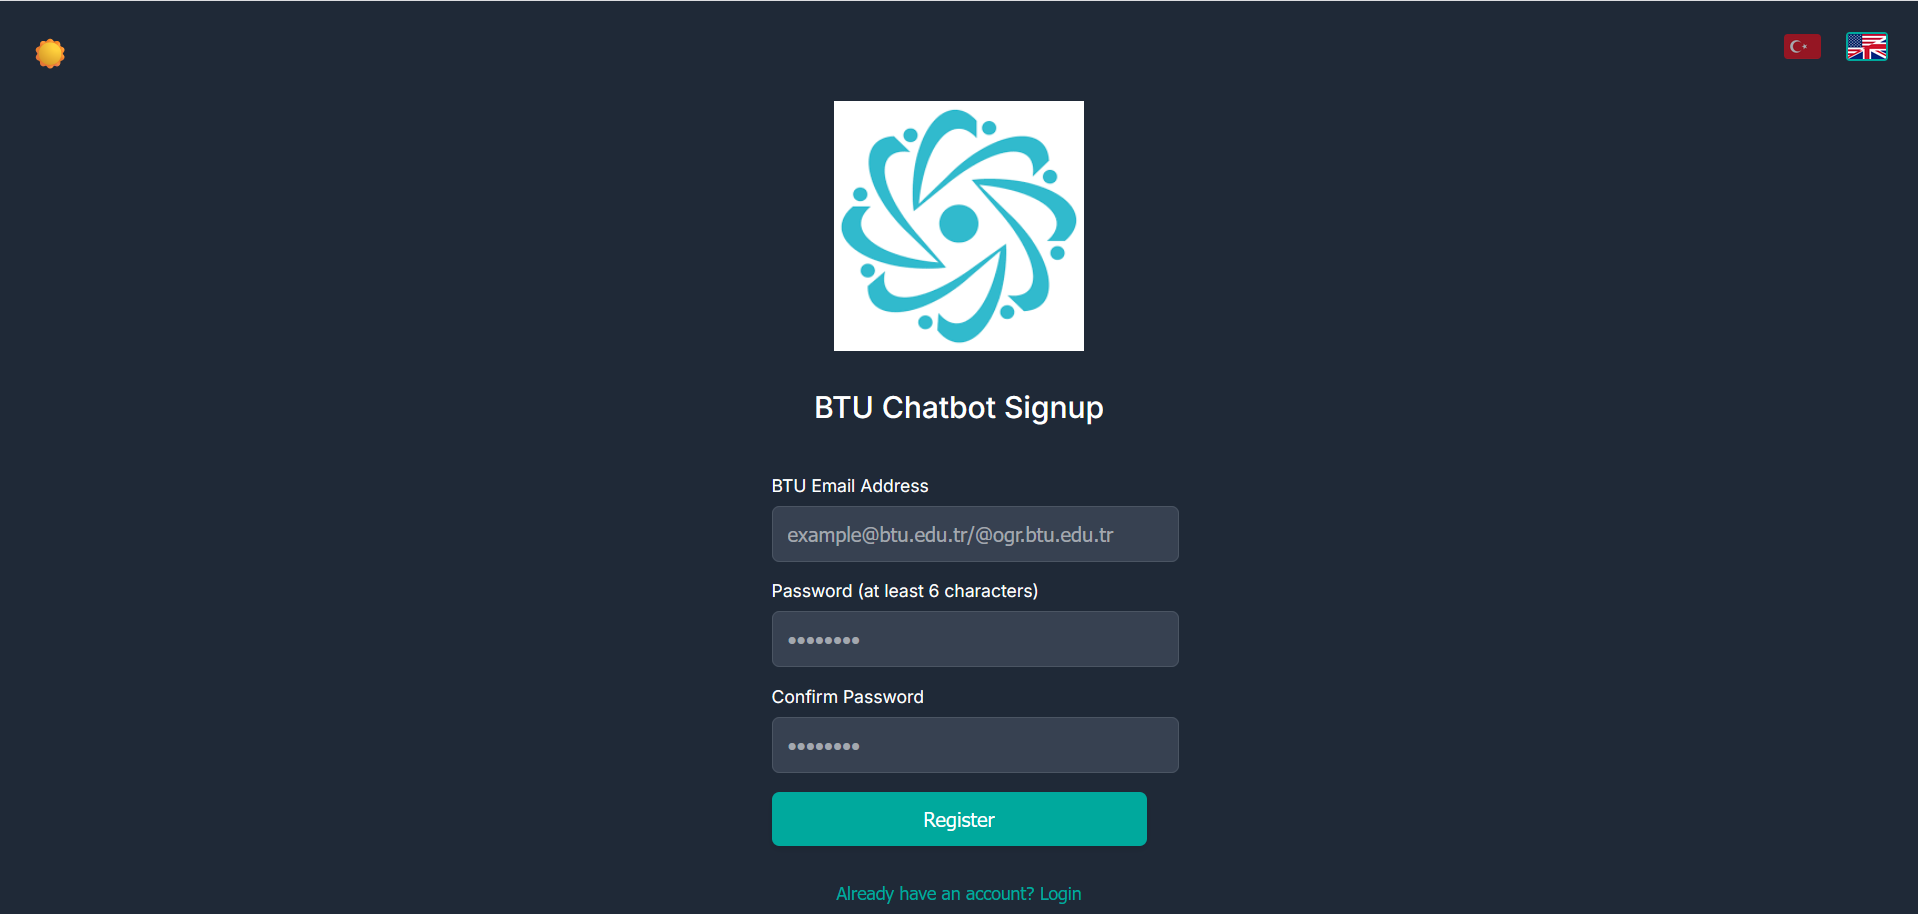 BTU Chatbot Signup
BTU Email Address
example@btu.edu.tr/@ogr.btu.edu.tr
Password (at least 6 characters)
••••••••
Confirm Password
••••••••
Register
Already have an account? Login